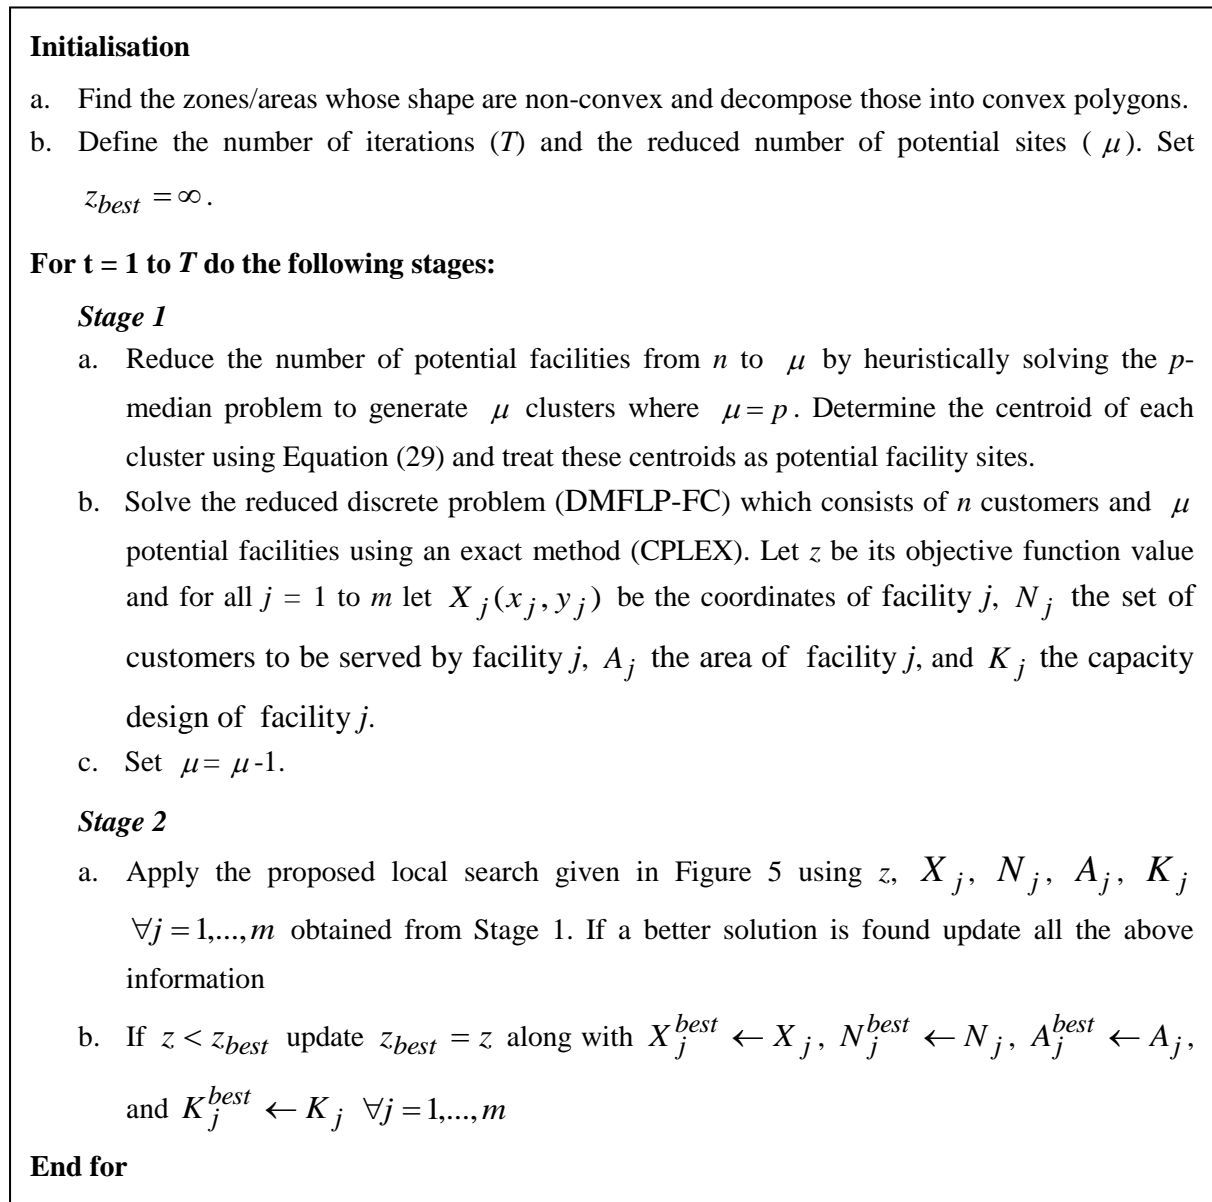 Initialisation
a. Find the zones/areas whose shape are non-convex and decompose those into convex polygons.
b. Define the number of iterations (T) and the reduced number of potential sites ( μ). Set
z_best = ∞.
For t = 1 to T do the following stages:
Stage 1
a. Reduce the number of potential facilities from n to μ by heuristically solving the p-
median problem to generate μ clusters where μ = p. Determine the centroid of each
cluster using Equation (29) and treat these centroids as potential facility sites.
b. Solve the reduced discrete problem (DMFLP-FC) which consists of n customers and μ
potential facilities using an exact method (CPLEX). Let z be its objective function value
and for all j = 1 to m let X_j(x_j, y_j) be the coordinates of facility j, N_j the set of
customers to be served by facility j, A_j the area of facility j, and K_j the capacity
design of facility j.
c. Set μ = μ-1.
Stage 2
a. Apply the proposed local search given in Figure 5 using z, X_j, N_j, A_j, K_j
∀j = 1,...,m obtained from Stage 1. If a better solution is found update all the above
information
b. If z < z_best update z_best = z along with X_j^best ← X_j, N_j^best ← N_j, A_j^best ← A_j,
and K_j^best ← K_j ∀j = 1,...,m
End for